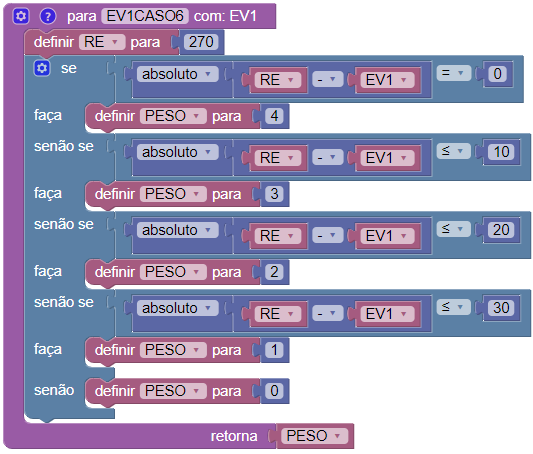 para EV1CASO6 com: EV1
definir RE para 270
se absoluto RE - EV1 = 0
faça definir PESO para 4
senão se absoluto RE - EV1 ≤ 10
faça definir PESO para 3
senão se absoluto RE - EV1 ≤ 20
faça definir PESO para 2
senão se absoluto RE - EV1 ≤ 30
faça definir PESO para 1
senão definir PESO para 0
retorna PESO